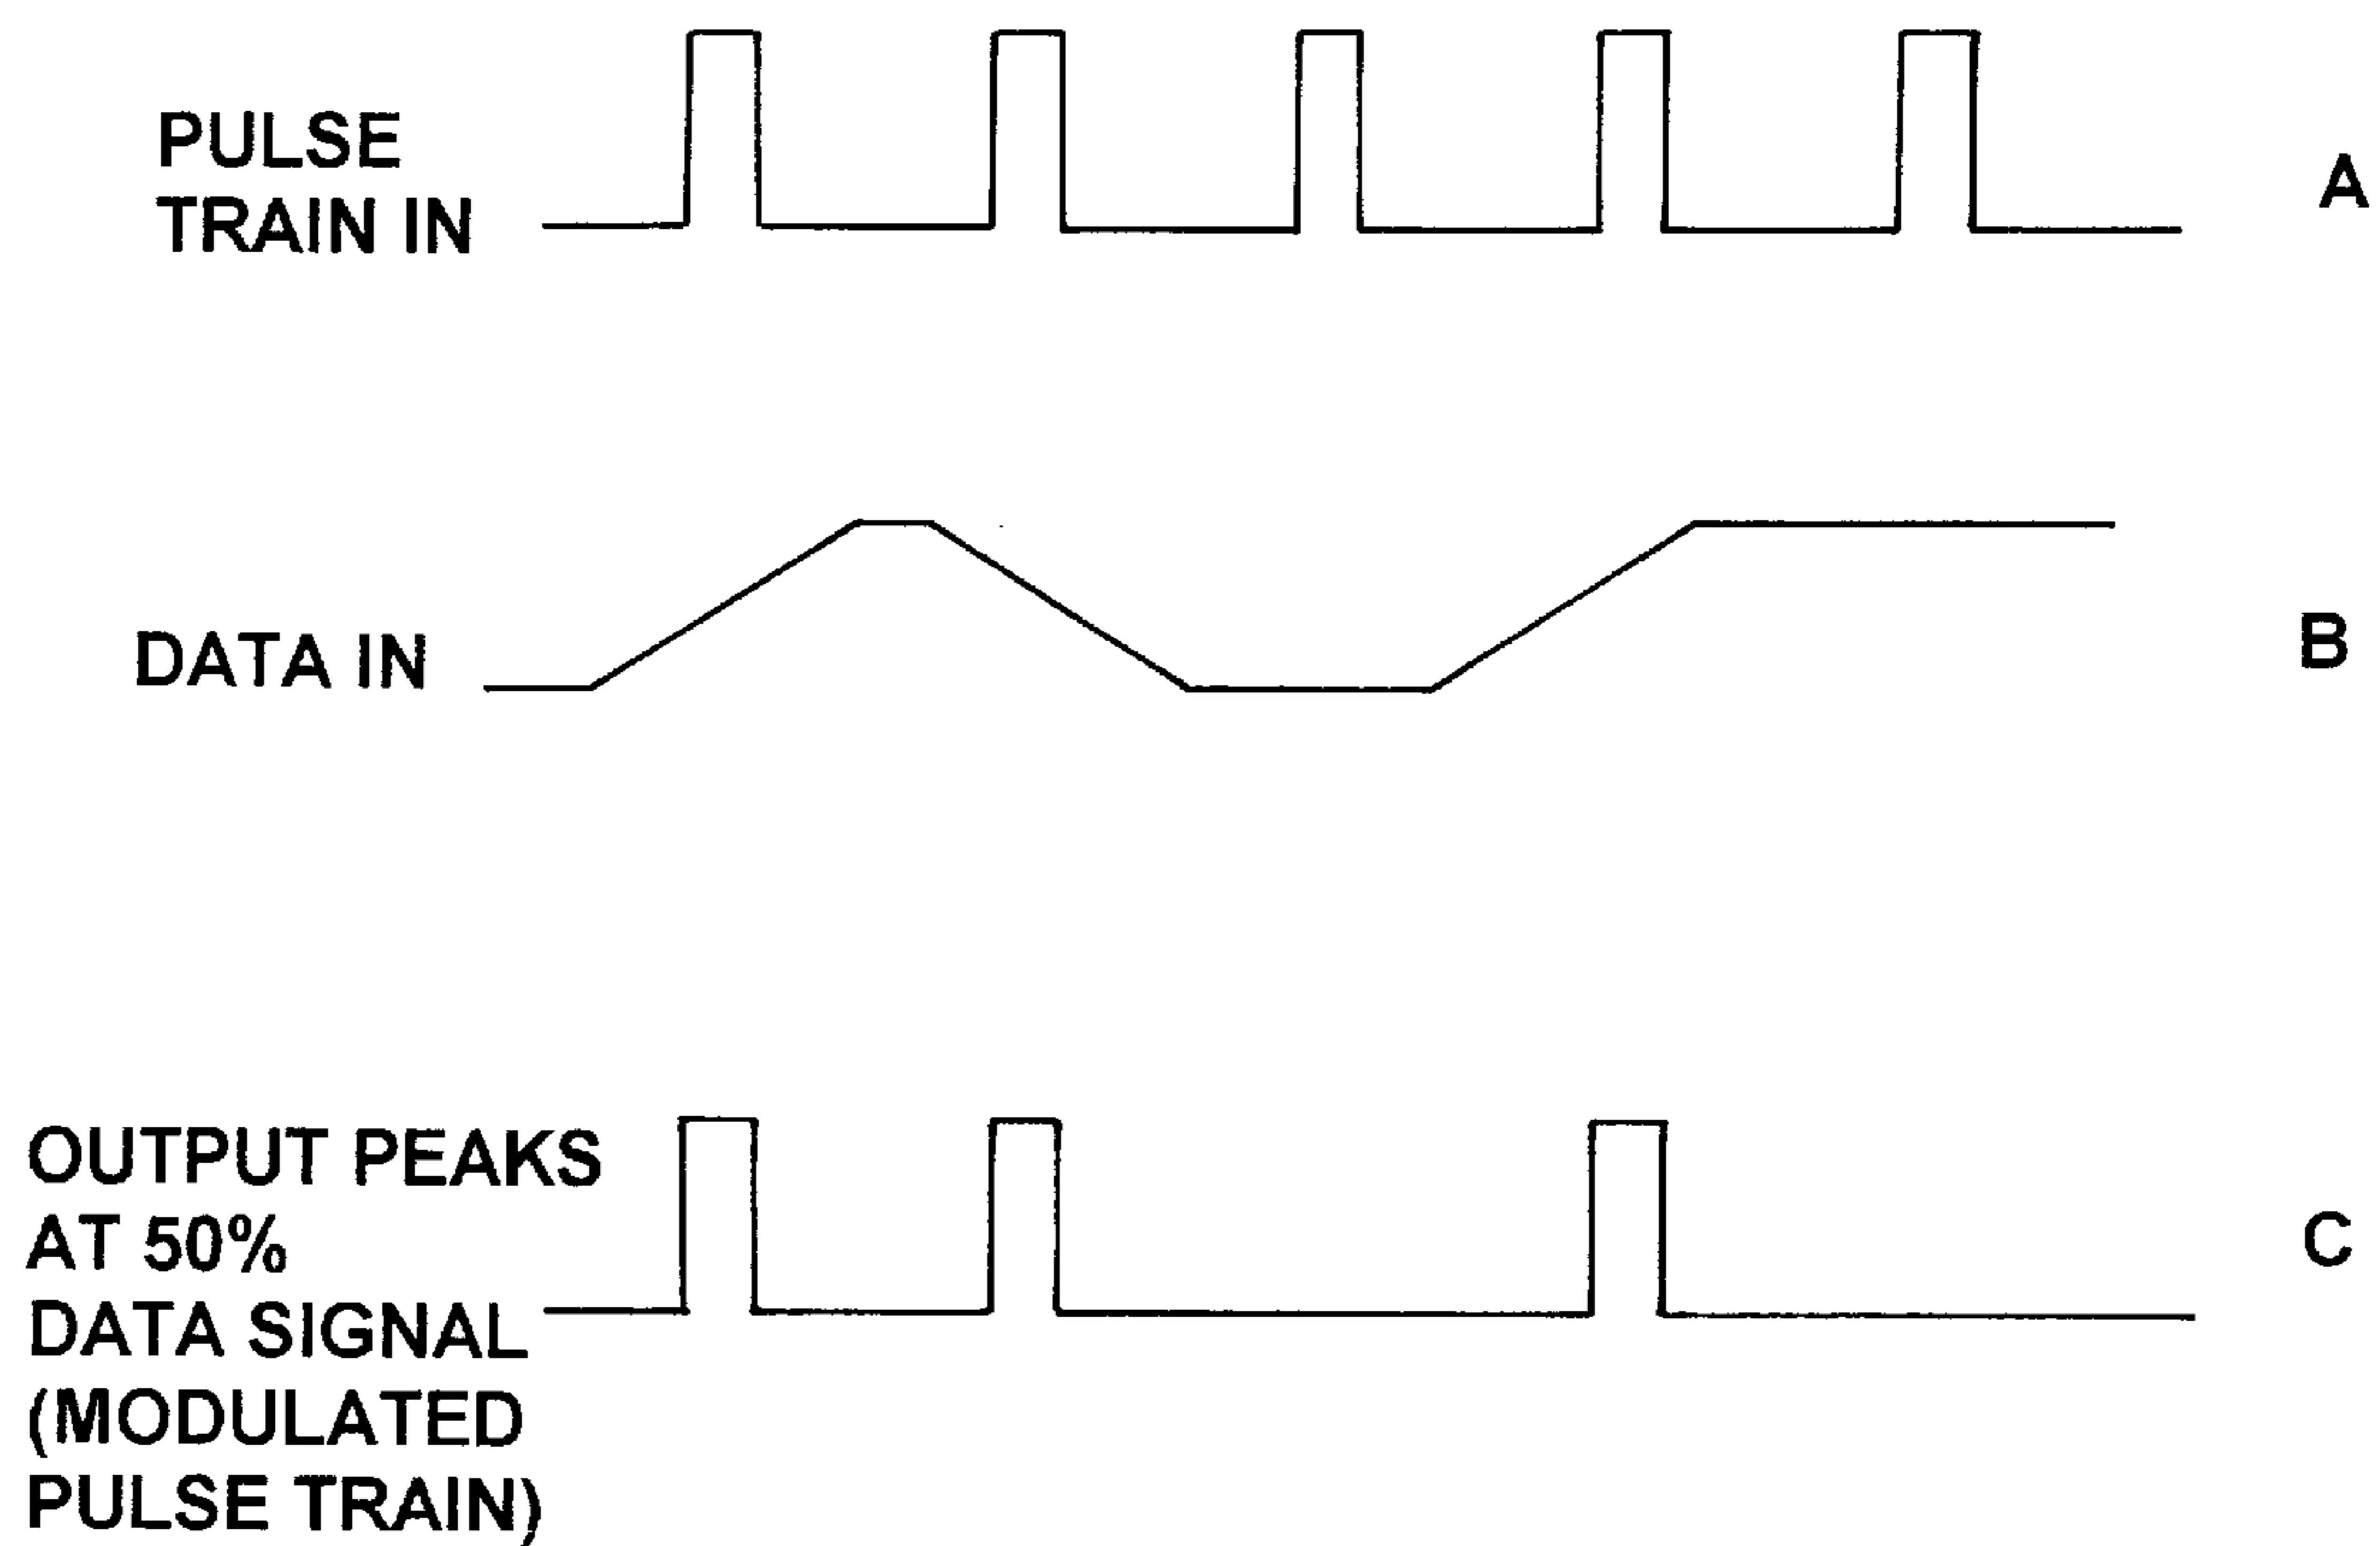 PULSE
TRAIN IN
A
DATA IN
B
OUTPUT PEAKS
AT 50%
DATA SIGNAL
(MODULATED
PULSE TRAIN)
C